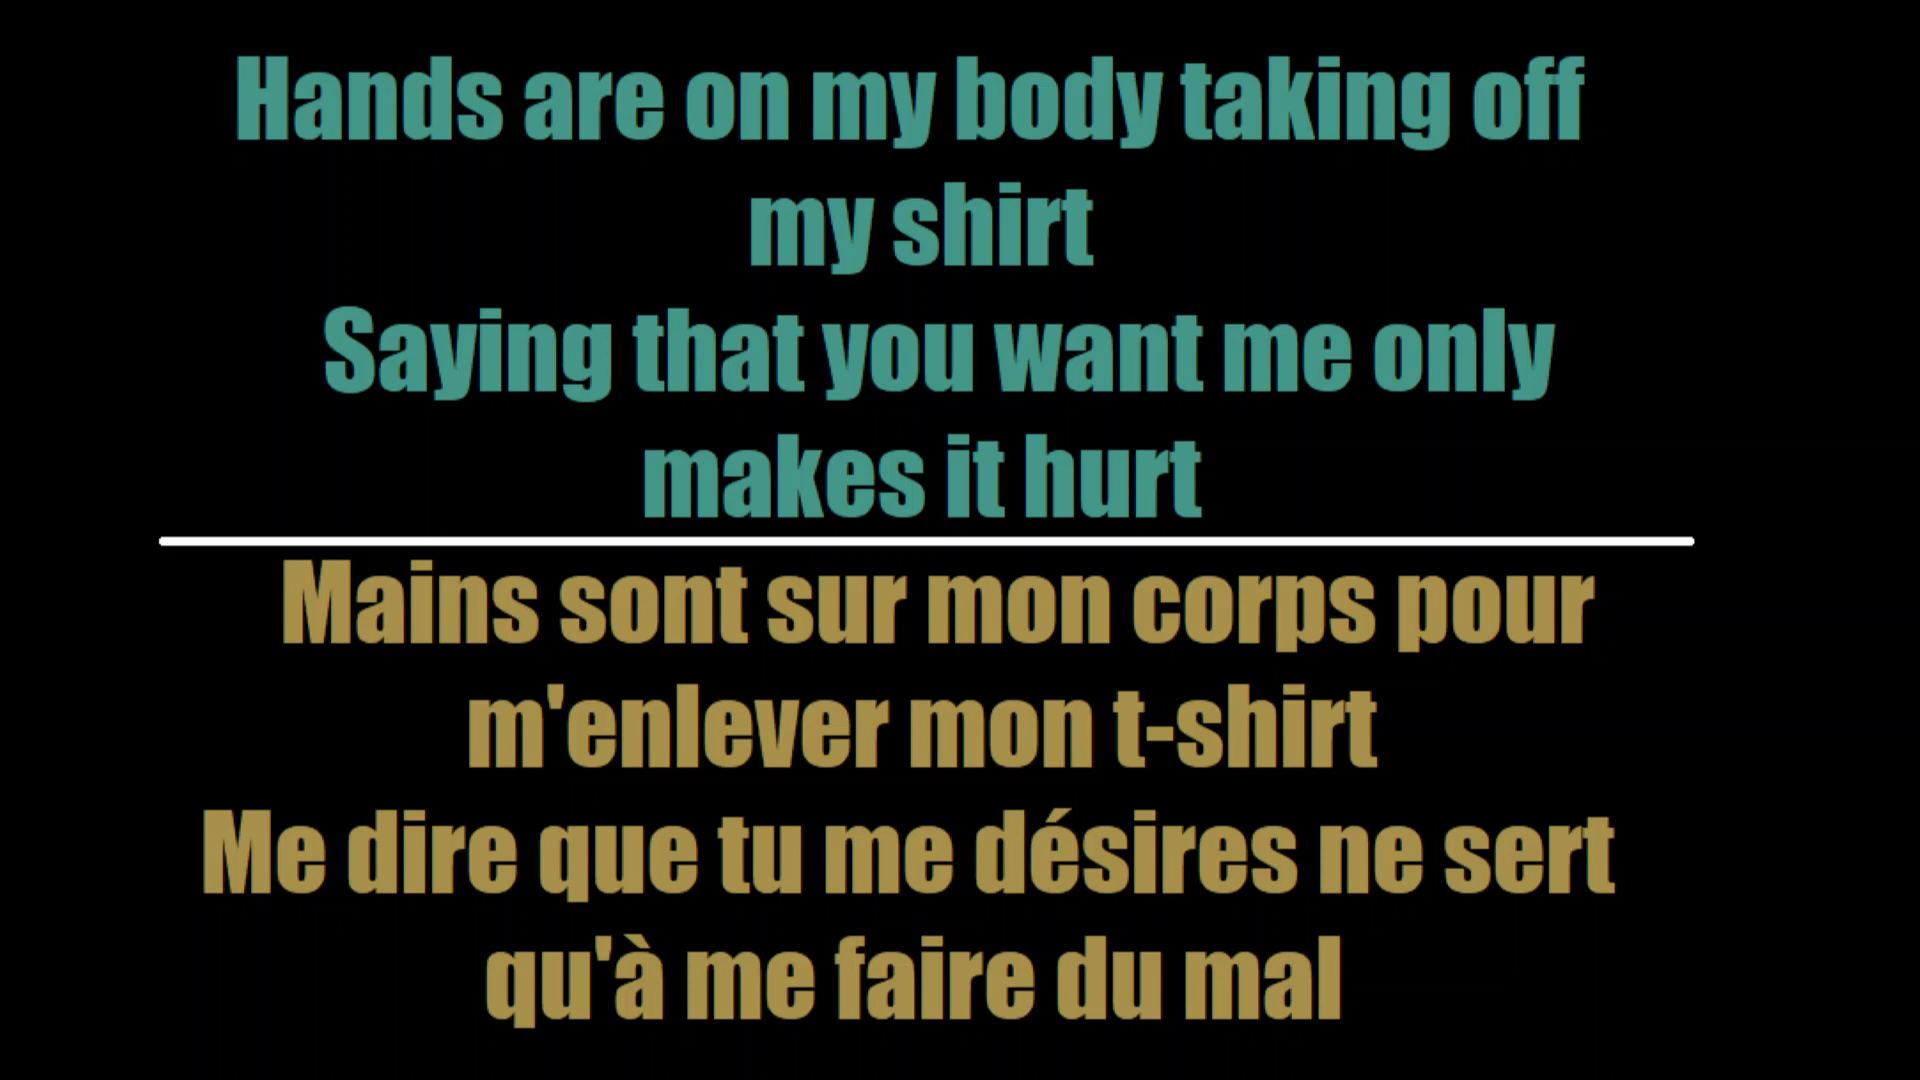 Hands are on my body taking off
my shirt
Saying that you want me only
makes it hurt
Mains sont sur mon corps pour
m'enlever mon t-shirt
Me dire que tu me désires ne sert
qu'à me faire du mal